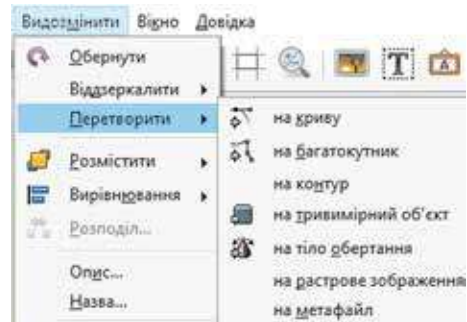 Видозмінити Вікно Довідка
Обернути
Віддзеркалити
Перетворити
на криву
на багатокутник
на контур
Розмістити
на тривимірний об'єкт
Вирівнювання
на тіло обертання
Розподіл...
на растрове зображення
Опис...
Назва...
на метафайл